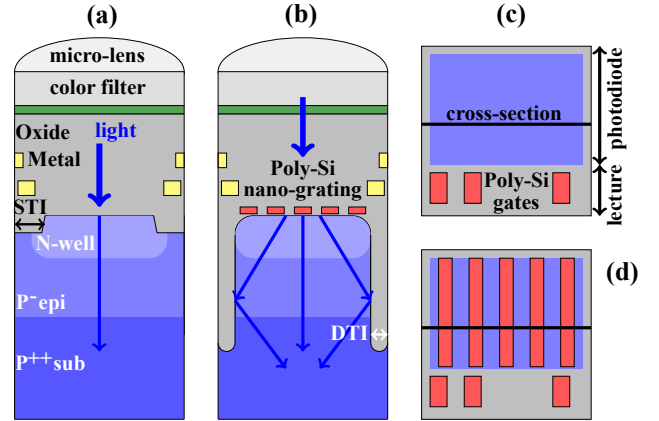 (a)
micro-lens
color filter
Oxide
light
Metal
STI
N-well
P⁻epi
P⁺⁺sub
(b)
Poly-Si
nano-grating
DTI
(c)
cross-section
photodiode
Poly-Si
gates
lecture
(d)